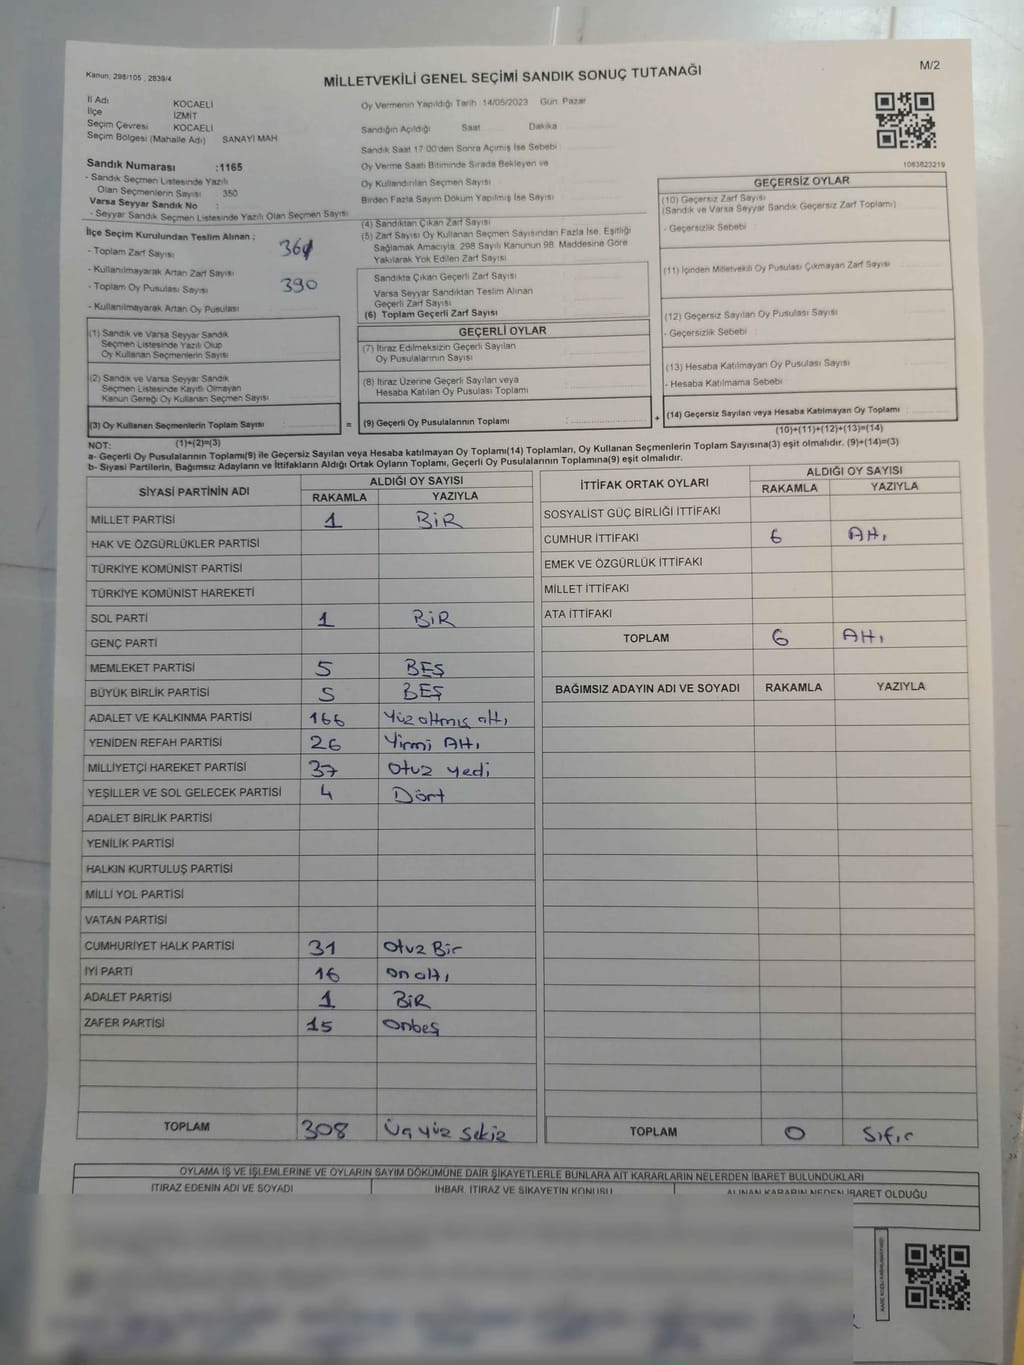 Kanun: 298/105 , 2839/4
MİLLETVEKİLİ GENEL SEÇİMİ SANDIK SONUÇ TUTANAĞI
M/2
İl Adı KOCAELİ
İlçe İZMİT
Seçim Çevresi KOCAELİ
Seçim Bölgesi (Mahalle Adı) SANAYİ MAH
Sandık Numarası :1165
- Sandık Seçmen Listesinde Yazılı
Olan Seçmenlerin Sayısı : 350
Varsa Seyyar Sandık No :
- Seyyar Sandık Seçmen Listesinde Yazılı Olan Seçmen Sayısı
İlçe Seçim Kurulundan Teslim Alınan :
- Toplam Zarf Sayısı
- Kullanılmayarak Artan Zarf Sayısı
- Toplam Oy Pusulası Sayısı 390
- Kullanılmayarak Artan Oy Pusulası
(1) Sandık ve Varsa Seyyar Sandık
Seçmen Listesinde Yazılı Olup
Oy Kullanan Seçmenlerin Sayısı
(2) Sandık ve Varsa Seyyar Sandık
Seçmen Listesinde Kayıtlı Olmayan
Kanun Gereği Oy Kullanan Seçmen Sayısı
(3) Oy Kullanan Seçmenlerin Toplam Sayısı
=
(1)+(2)=(3)
Oy Vermenin Yapıldığı Tarih 14/05/2023 Gün: Pazar
Sandığın Açıldığı Saat Dakika
Sandık Saat 17:00'den Sonra Açılmış İse Sebebi
Oy Verme Saati Bitiminde Sırada Bekleyen ve
Oy Kullandırılan Seçmen Sayısı
Birden Fazla Sayım Döküm Yapılmış İse Sayısı
(4) Sandıktan Çıkan Zarf Sayısı
(5) Zarf Sayısı Oy Kullanan Seçmen Sayısından Fazla İse, Eşitliği
Sağlamak Amacıyla, 298 Sayılı Kanunun 98. Maddesine Göre
Yakılarak Yok Edilen Zarf Sayısı
Sandıkta Çıkan Geçerli Zarf Sayısı
Varsa Seyyar Sandıktan Teslim Alınan
Geçerli Zarf Sayısı
(6) Toplam Geçerli Zarf Sayısı
GEÇERLİ OYLAR
(7) İtiraz Edilmeksizin Geçerli Sayılan
Oy Pusulalarının Sayısı
(8) İtiraz Üzerine Geçerli Sayılan veya
Hesaba Katılan Oy Pusulası Toplamı
(9) Geçerli Oy Pusulalarının Toplamı
+
1083823219
GEÇERSİZ OYLAR
(10) Geçersiz Zarf Sayısı
(Sandık ve Varsa Seyyar Sandık Geçersiz Zarf Toplamı)
- Geçersizlik Sebebi
(11) İçinden Milletvekili Oy Pusulası Çıkmayan Zarf Sayısı
(12) Geçersiz Sayılan Oy Pusulası Sayısı
- Geçersizlik Sebebi
(13) Hesaba Katılmayan Oy Pusulası Sayısı
- Hesaba Katılmama Sebebi
(14) Geçersiz Sayılan veya Hesaba Katılmayan Oy Toplamı
(10)+(11)+(12)+(13)=(14)
NOT:
a- Geçerli Oy Pusulalarının Toplamı(9) ile Geçersiz Sayılan veya Hesaba katılmayan Oy Toplamı(14) Toplamları, Oy Kullanan Seçmenlerin Toplam Sayısına(3) eşit olmalıdır. (9)+(14)=(3)
b- Siyasi Partilerin, Bağımsız Adayların ve İttifakların Aldığı Ortak Oyların Toplamı, Geçerli Oy Pusulalarının Toplamına(9) eşit olmalıdır.
SİYASİ PARTİNİN ADI ALDIĞI OY SAYISI
RAKAMLA YAZIYLA
MİLLET PARTİSİ 1 BİR
HAK VE ÖZGÜRLÜKLER PARTİSİ
TÜRKİYE KOMÜNİST PARTİSİ
TÜRKİYE KOMÜNİST HAREKETİ
SOL PARTİ 1 BİR
GENÇ PARTİ
MEMLEKET PARTİSİ 5 BEŞ
BÜYÜK BİRLİK PARTİSİ 5 BEŞ
ADALET VE KALKINMA PARTİSİ 166 Yüz altmış altı
YENİDEN REFAH PARTİSİ 26 Yirmi Altı
MİLLİYETÇİ HAREKET PARTİSİ 37 Otuz yedi
YEŞİLLER VE SOL GELECEK PARTİSİ 4 Dört
ADALET BİRLİK PARTİSİ
YENİLİK PARTİSİ
HALKIN KURTULUŞ PARTİSİ
MİLLİ YOL PARTİSİ
VATAN PARTİSİ
CUMHURİYET HALK PARTİSİ 31 Otuz Bir
İYİ PARTİ 16 on altı
ADALET PARTİSİ 1 BİR
ZAFER PARTİSİ 15 Onbeş
TOPLAM 308 Üç yüz sekiz
İTTİFAK ORTAK OYLARI ALDIĞI OY SAYISI
RAKAMLA YAZIYLA
SOSYALİST GÜÇ BİRLİĞİ İTTİFAKI
CUMHUR İTTİFAKI 6 Altı
EMEK VE ÖZGÜRLÜK İTTİFAKI
MİLLET İTTİFAKI
ATA İTTİFAKI
TOPLAM 6 Altı
BAĞIMSIZ ADAYIN ADI VE SOYADI RAKAMLA YAZIYLA
TOPLAM 0 Sıfır
OYLAMA İŞ VE İŞLEMLERİNE VE OYLARIN SAYIM DÖKÜMÜNE DAİR ŞİKAYETLERLE BUNLARA AİT KARARLARIN NELERDEN İBARET BULUNDUKLARI
İTİRAZ EDENİN ADI VE SOYADI İHBAR, İTİRAZ VE ŞİKAYETİN KONUSU ALINAN KARARIN NEDEN İBARET OLDUĞU